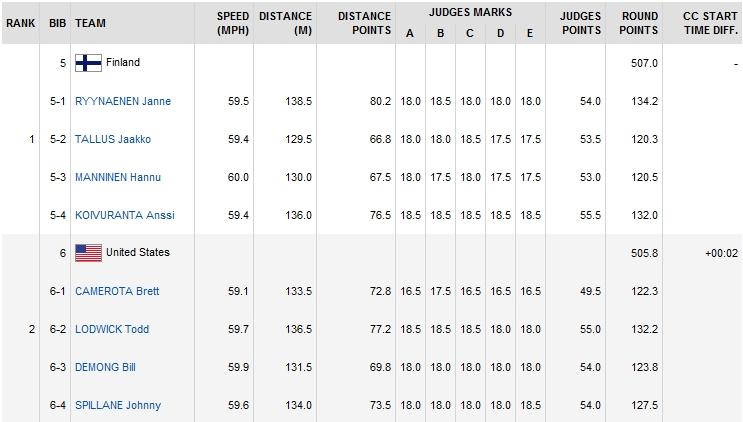 RANK BIB TEAM SPEED (MPH) DISTANCE (M) DISTANCE POINTS JUDGES MARKS A B C D E JUDGES POINTS ROUND POINTS CC START TIME DIFF.
5 Finland 507.0 -
5-1 RYYNAENEN Janne 59.5 138.5 80.2 18.0 18.5 18.0 18.0 18.0 54.0 134.2
1 5-2 TALLUS Jaakko 59.4 129.5 66.8 18.0 18.0 18.5 17.5 17.5 53.5 120.3
5-3 MANNINEN Hannu 60.0 130.0 67.5 18.0 17.5 18.0 17.5 17.5 53.0 120.5
5-4 KOIVURANTA Anssi 59.4 136.0 76.5 18.5 18.5 18.5 18.5 18.5 55.5 132.0
6 United States 505.8 +00:02
6-1 CAMEROTA Brett 59.1 133.5 72.8 16.5 17.5 16.5 16.5 16.5 49.5 122.3
2 6-2 LODWICK Todd 59.7 136.5 77.2 18.5 18.5 18.5 18.0 18.0 55.0 132.2
6-3 DEMONG Bill 59.9 131.5 69.8 18.0 18.0 18.0 18.0 18.0 54.0 123.8
6-4 SPILLANE Johnny 59.6 134.0 73.5 18.0 18.0 18.0 18.0 18.5 54.0 127.5